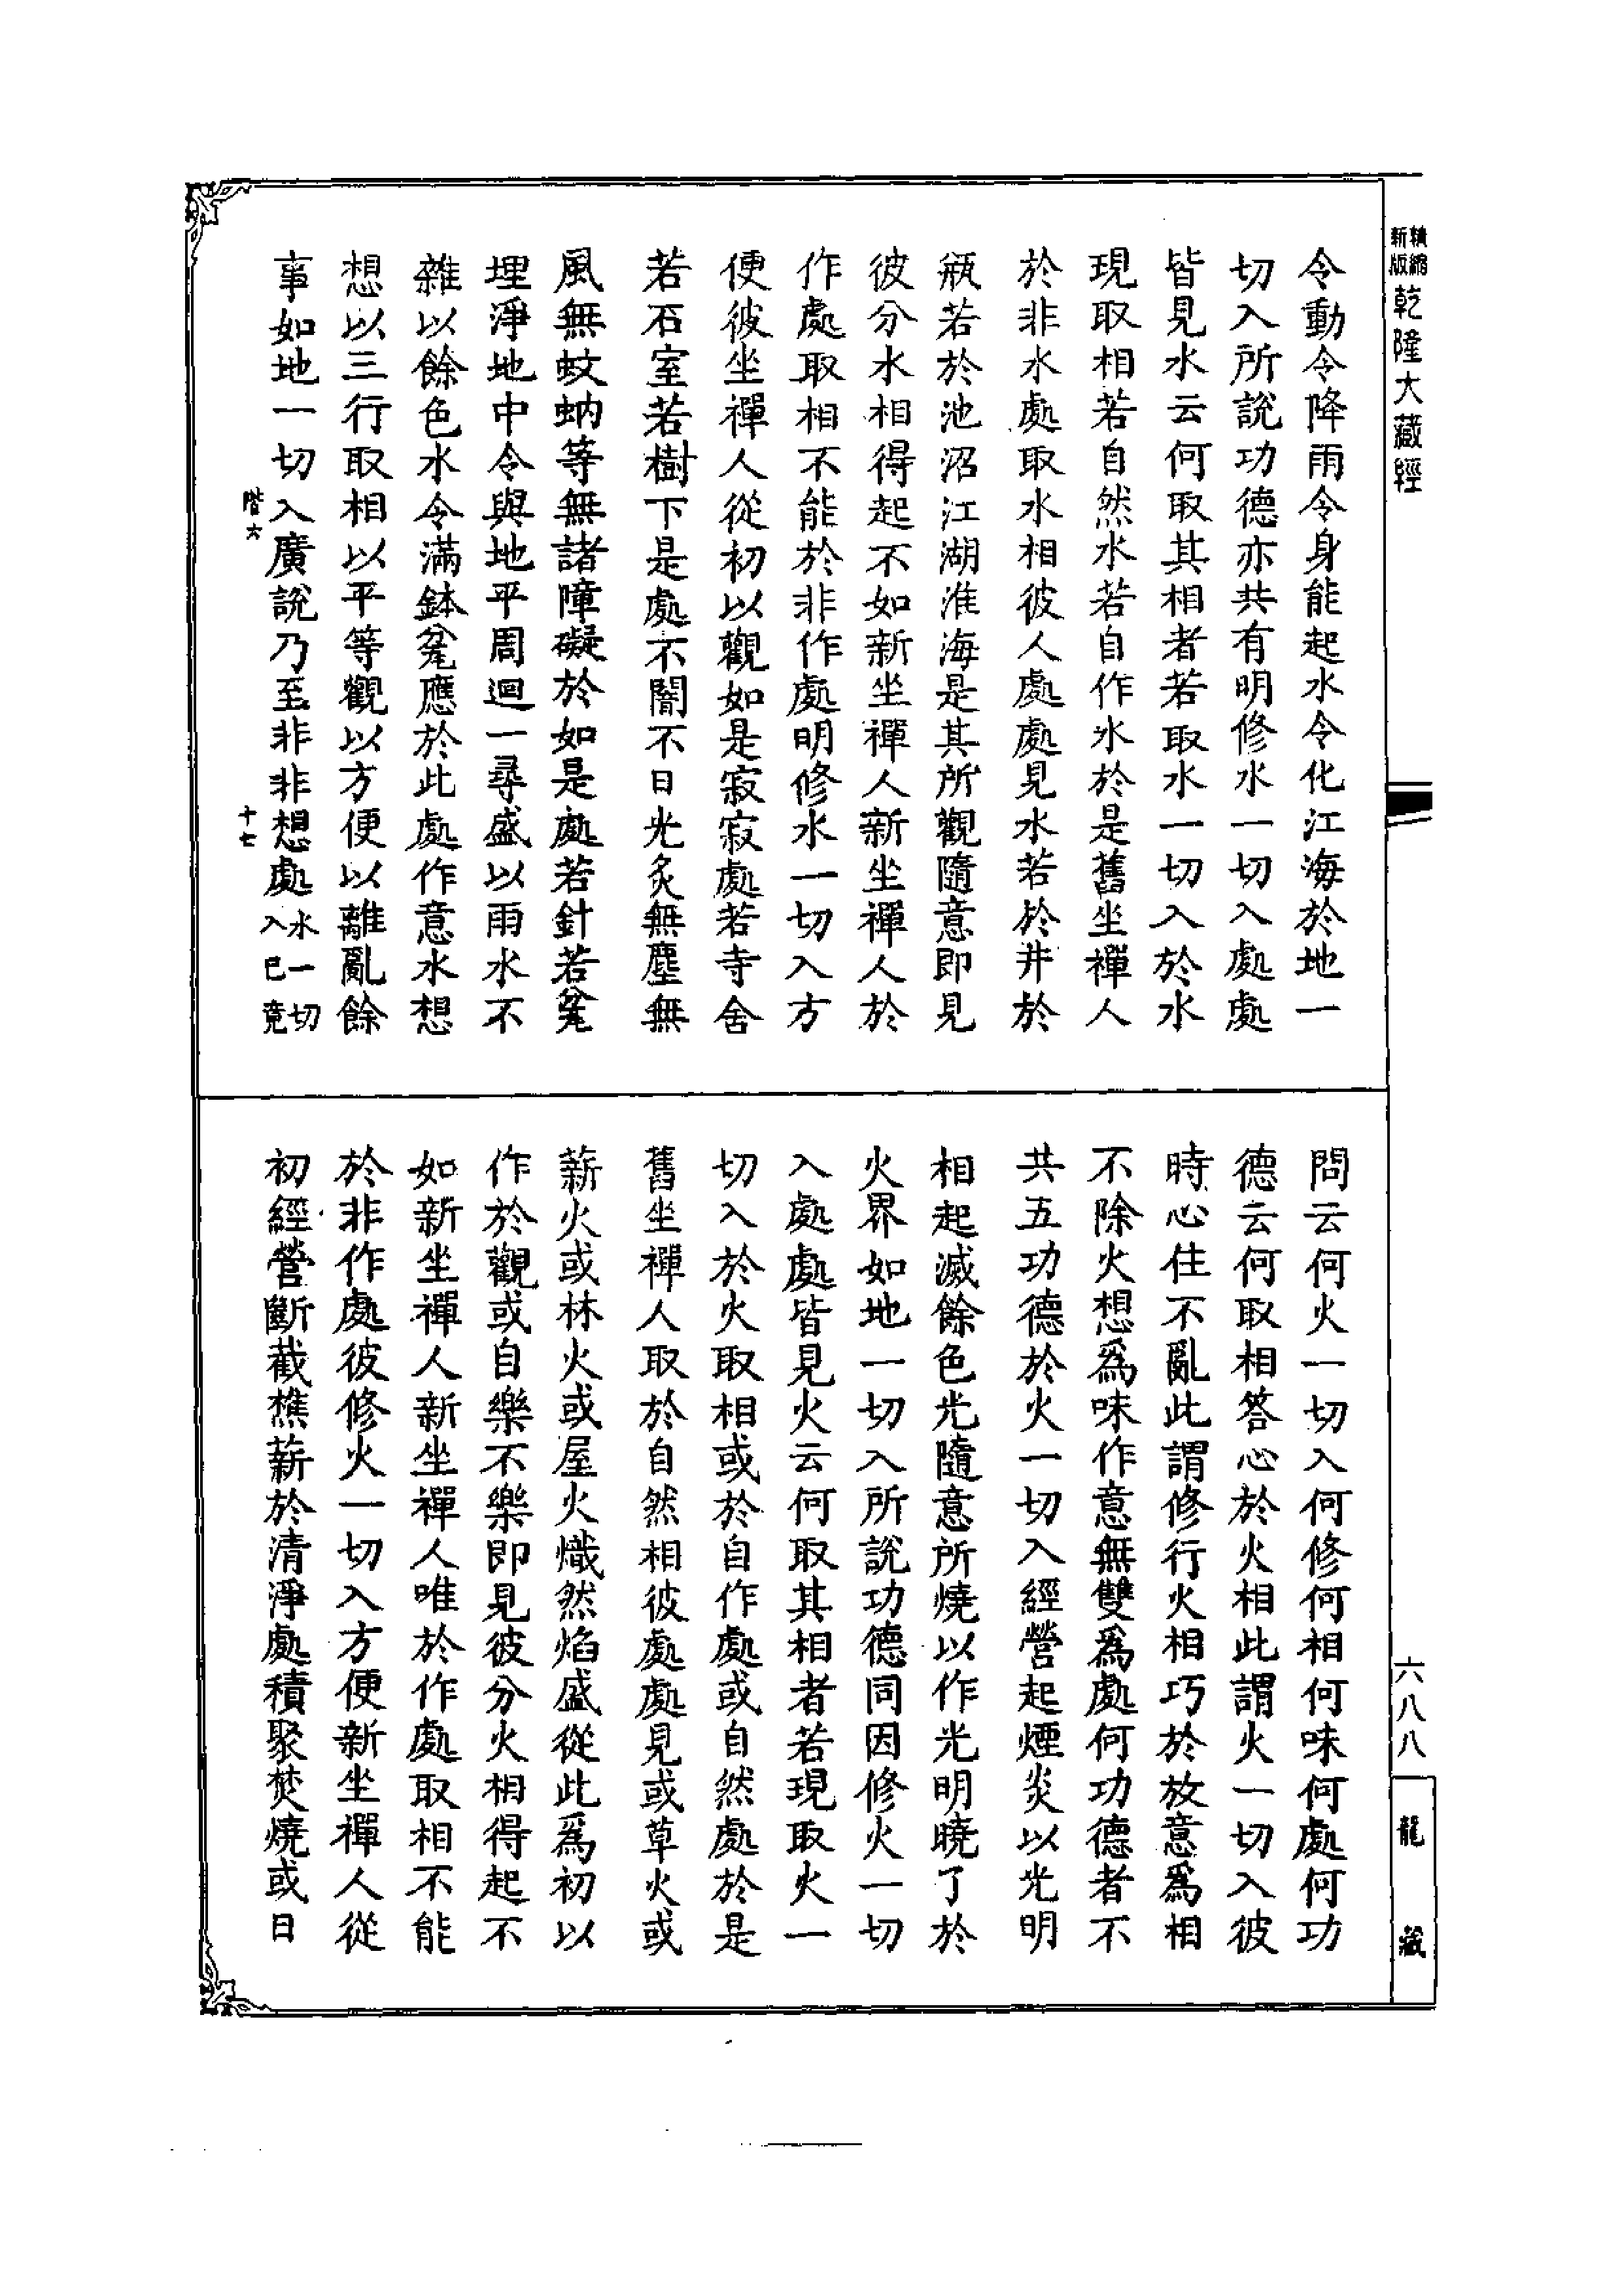 精縮新版乾隆大藏經
令動令降雨令身能起水令化江海於地一
切入所說功德亦共有明修水一切入處處
皆見水云何取其相者若取水一切入於水
現取相若自然水若自作水於是舊坐禪人
於非水處取水相彼人處處見水若於井於
瓶若於池沼江湖淮海是其所觀隨意即見
彼分水相得起不如新坐禪人新坐禪人於
作處取相不能於非作處明修水一切入方
便彼坐禪人從初以觀如是寂寂處若寺舍
若石室若樹下是處不闇不日光炙無塵無
風無蚊蚋等無諸障礙於如是處若針若瓮
埋淨地中令與地平周迴一尋盛以雨水不
雜以餘色水令滿鉢瓮應於此處作意水想
想以三行取相以平等觀以方便以離亂餘
事如地一切入廣說乃至非非想處水一切入已竟
階六
十七
問云何火一切入何修何相何味何處何功
德云何取相答心於火相此謂火一切入彼
時心住不亂此謂修行火相巧於放意為相
不除火想為味作意無雙為處何功德者不
共五功德於火一切入經營起煙炎以光明
相起滅餘色光隨意所燒以作光明曉了於
火界如地一切入所說功德同因修火一切
入處處皆見火云何取其相者若現取火一
切入於火取相或於自作處或自然處於是
舊坐禪人取於自然相彼處處見或草火或
薪火或林火或屋火熾然焰盛從此為初以
作於觀或自樂不樂即見彼分火相得起不
如新坐禪人新坐禪人唯於作處取相不能
於非作處彼修火一切入方便新坐禪人從
初經營斷截樵薪於清淨處積聚焚燒或日
六八八
龍藏